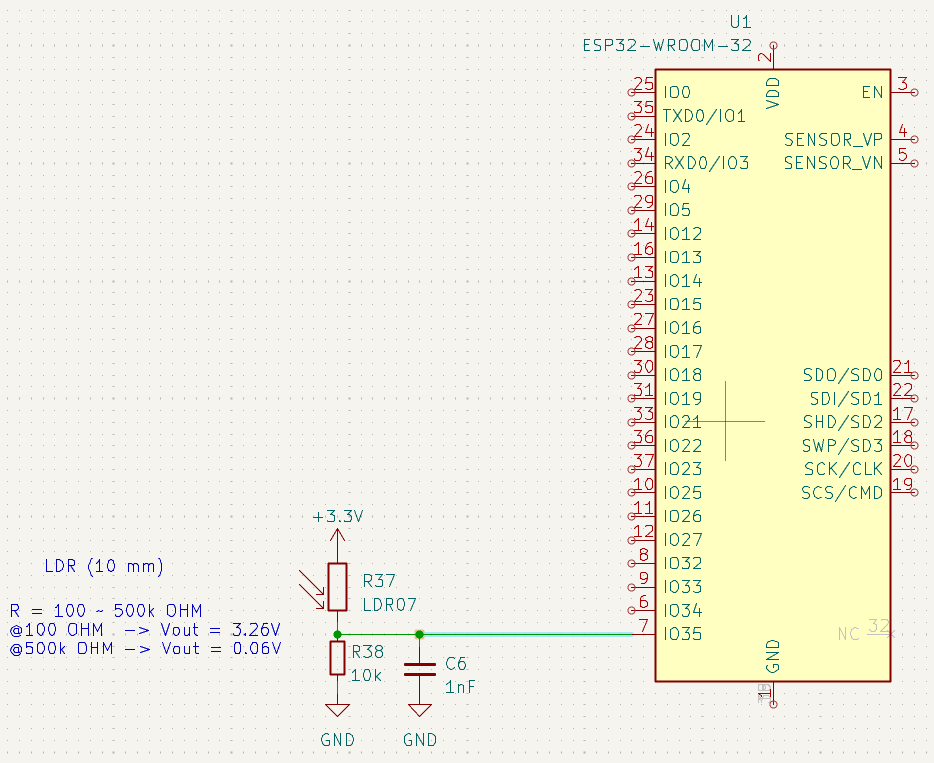 U1
ESP32-WROOM-32
2
VDD
25
IO0
EN
3
35
TXD0/IO1
24
IO2
SENSOR_VP
4
34
RXD0/IO3
SENSOR_VN
5
26
IO4
29
IO5
14
IO12
16
IO13
13
IO14
23
IO15
27
IO16
28
IO17
30
IO18
SDO/SD0
21
31
IO19
SDI/SD1
22
33
IO21
SHD/SD2
17
36
IO22
SWP/SD3
18
37
IO23
SCK/CLK
20
10
IO25
SCS/CMD
19
11
IO26
12
IO27
8
IO32
9
IO33
6
IO34
7
IO35
NC
32
GND
+3.3V
LDR (10 mm)
R37
LDR07
R = 100 ~ 500k OHM
@100 OHM -> Vout = 3.26V
@500k OHM -> Vout = 0.06V
R38
10k
C6
1nF
GND
GND